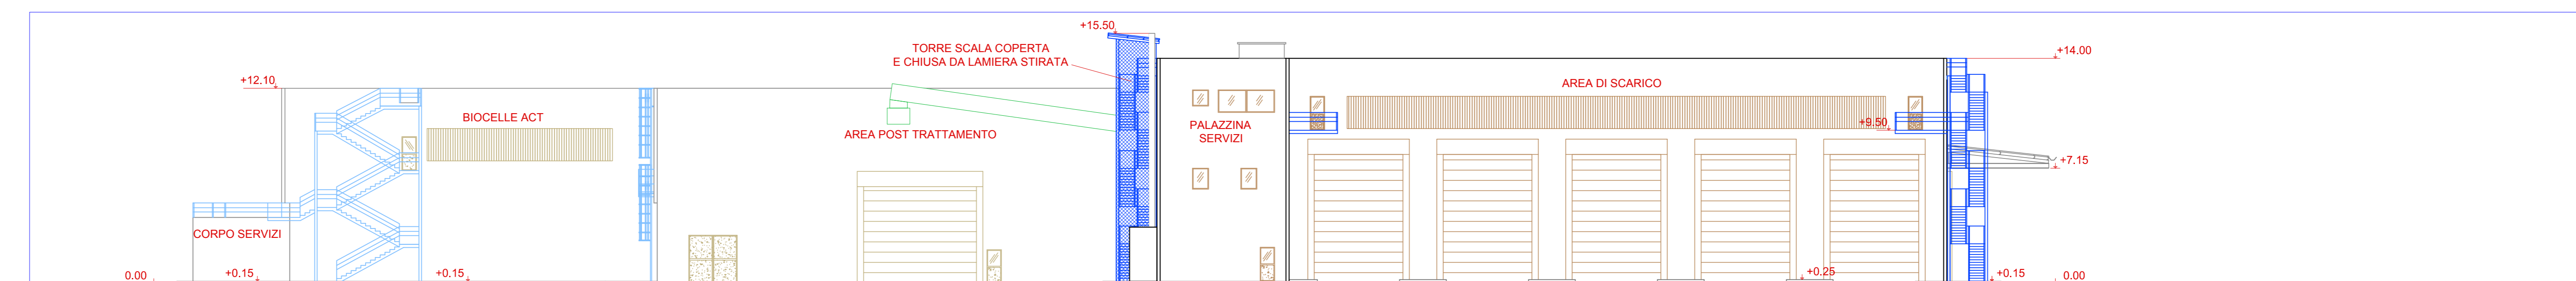 +15.50
TORRE SCALA COPERTA
E CHIUSA DA LAMIERA STIRATA
+14.00
+12.10
AREA DI SCARICO
BIOCELLE ACT
AREA POST TRATTAMENTO
PALAZZINA
SERVIZI
+9.50
+7.15
CORPO SERVIZI
0.00
+0.15
+0.15
+0.25
+0.15
0.00